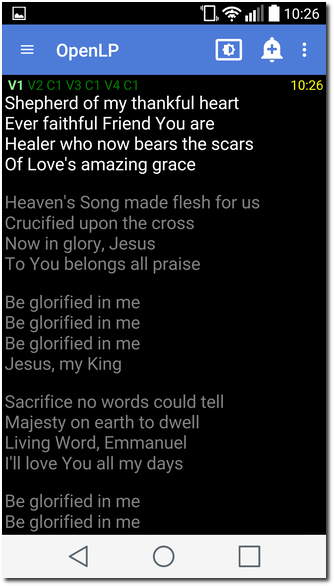 10:26
OpenLP
V1 V2 C1 V3 C1 V4 C1 10:26
Shepherd of my thankful heart
Ever faithful Friend You are
Healer who now bears the scars
Of Love's amazing grace
Heaven's Song made flesh for us
Crucified upon the cross
Now in glory, Jesus
To You belongs all praise
Be glorified in me
Be glorified in me
Be glorified in me
Jesus, my King
Sacrifice no words could tell
Majesty on earth to dwell
Living Word, Emmanuel
I'll love You all my days
Be glorified in me
Be glorified in me